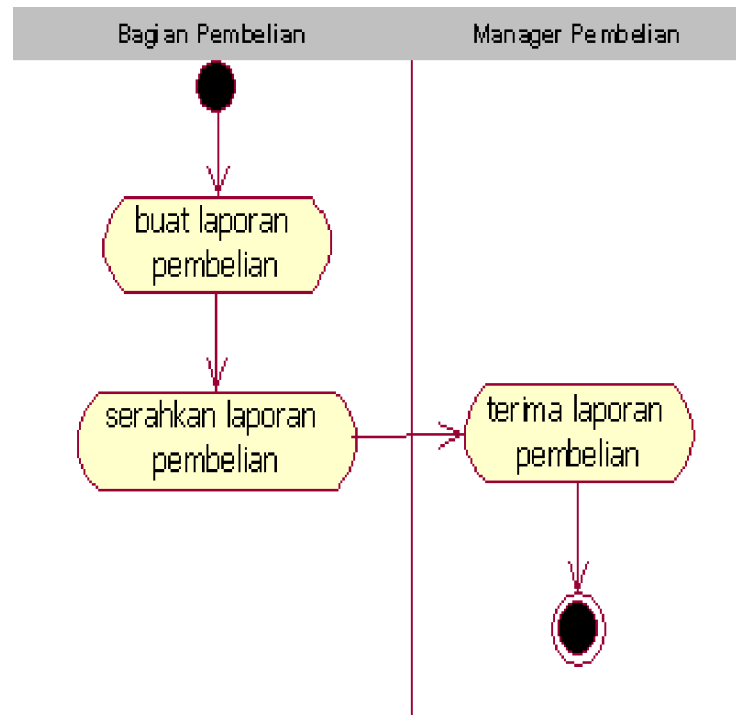 Bagian Pembelian
Manager Pembelian
buat laporan
pembelian
serahkan laporan
pembelian
terima laporan
pembelian